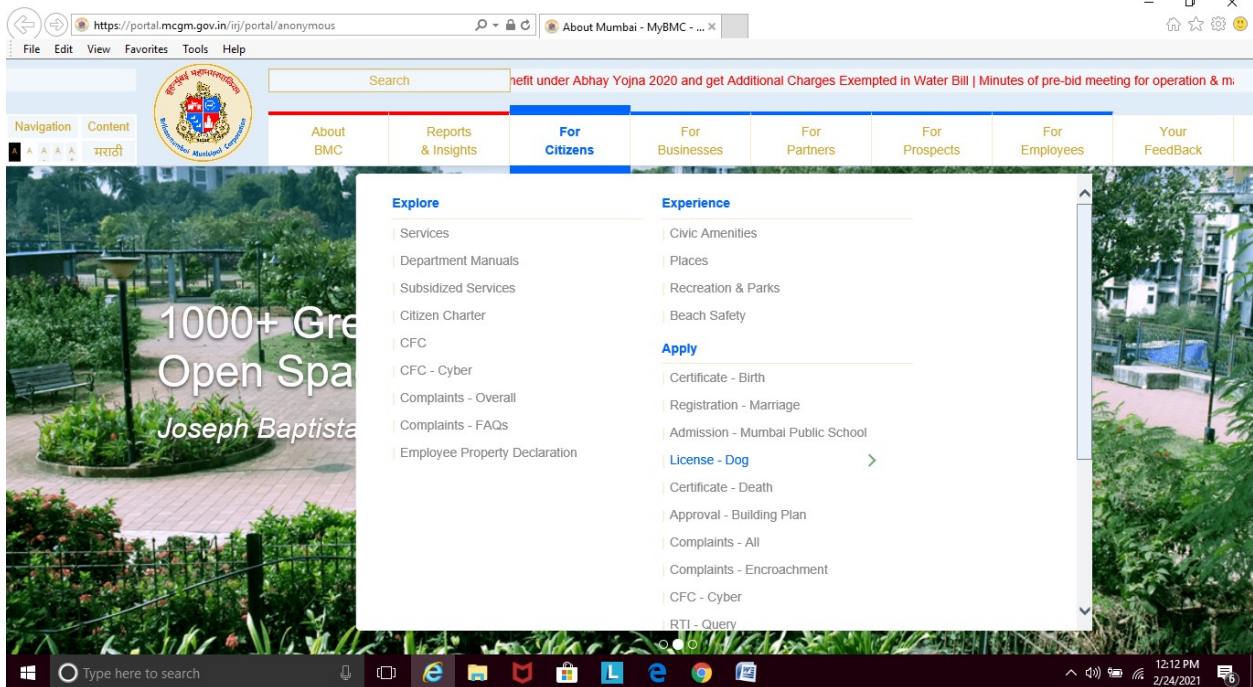 https://portal.mcgm.gov.in/irj/portal/anonymous
About Mumbai - MyBMC - ...
File Edit View Favorites Tools Help
Search
nefit under Abhay Yojna 2020 and get Additional Charges Exempted in Water Bill | Minutes of pre-bid meeting for operation & ma
Navigation Content
A A A A A मराठी
About BMC
Reports & Insights
For Citizens
For Businesses
For Partners
For Prospects
For Employees
Your FeedBack
1000+ Gre
Open Spa
Joseph Baptista
Explore
Services
Department Manuals
Subsidized Services
Citizen Charter
CFC
CFC - Cyber
Complaints - Overall
Complaints - FAQs
Employee Property Declaration
Experience
Civic Amenities
Places
Recreation & Parks
Beach Safety
Apply
Certificate - Birth
Registration - Marriage
Admission - Mumbai Public School
License - Dog
Certificate - Death
Approval - Building Plan
Complaints - All
Complaints - Encroachment
CFC - Cyber
RTI - Query
Type here to search
12:12 PM
2/24/2021
6